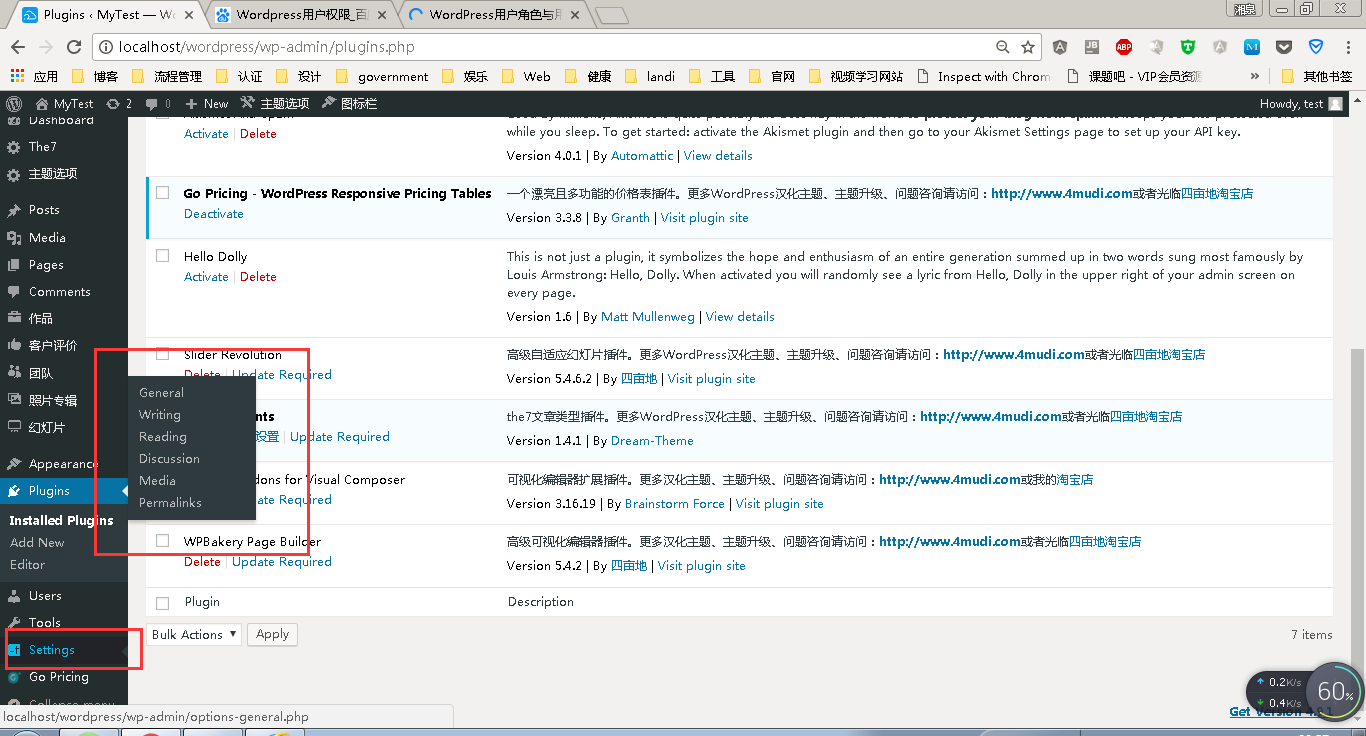 Plugins ‹ MyTest — Wo
Wordpress用户权限_百
WordPress用户角色与用
湘泉
localhost/wordpress/wp-admin/plugins.php
应用
博客
流程管理
认证
设计
government
娱乐
Web
健康
landi
工具
官网
视频学习网站
Inspect with Chrom
课题吧 - VIP会员资源
»
其他书签
MyTest
2
0
+ New
主题选项
图标栏
Howdy, test
Dashboard
The7
主题选项
Posts
Media
Pages
Comments
作品
客户评价
团队
照片专辑
幻灯片
Appearance
Plugins
Installed Plugins
Add New
Editor
Users
Tools
Settings
Go Pricing
Collapse menu
General
Writing
Reading
Discussion
Media
Permalinks
Activate | Delete
while you sleep. To get started: activate the Akismet plugin and then go to your Akismet Settings page to set up your API key.
Version 4.0.1 | By Automattic | View details
Go Pricing - WordPress Responsive Pricing Tables
Deactivate
一个漂亮且多功能的价格表插件。更多WordPress汉化主题、主题升级、问题咨询请访问：http://www.4mudi.com或者光临四亩地淘宝店
Version 3.3.8 | By Granth | Visit plugin site
Hello Dolly
Activate | Delete
This is not just a plugin, it symbolizes the hope and enthusiasm of an entire generation summed up in two words sung most famously by
Louis Armstrong: Hello, Dolly. When activated you will randomly see a lyric from Hello, Dolly in the upper right of your admin screen on
every page.
Version 1.6 | By Matt Mullenweg | View details
Slider Revolution
Delete | Update Required
高级自适应幻灯片插件。更多WordPress汉化主题、主题升级、问题咨询请访问：http://www.4mudi.com或者光临四亩地淘宝店
Version 5.4.6.2 | By 四亩地 | Visit plugin site
nts
设置 | Update Required
the7文章类型插件。更多WordPress汉化主题、主题升级、问题咨询请访问：http://www.4mudi.com或者光临四亩地淘宝店
Version 1.4.1 | By Dream-Theme
dons for Visual Composer
ate Required
可视化编辑器扩展插件。更多汉化主题、主题升级、问题咨询请访问：http://www.4mudi.com或我的淘宝店
Version 3.16.19 | By Brainstorm Force | Visit plugin site
WPBakery Page Builder
Delete | Update Required
高级可视化编辑器插件。更多汉化主题、主题升级、问题咨询请访问：http://www.4mudi.com或者光临四亩地淘宝店
Version 5.4.2 | By 四亩地 | Visit plugin site
Plugin
Description
Bulk Actions
Apply
7 items
0.2K/s
0.4K/s
60%
Get Version 4.9.1
localhost/wordpress/wp-admin/options-general.php